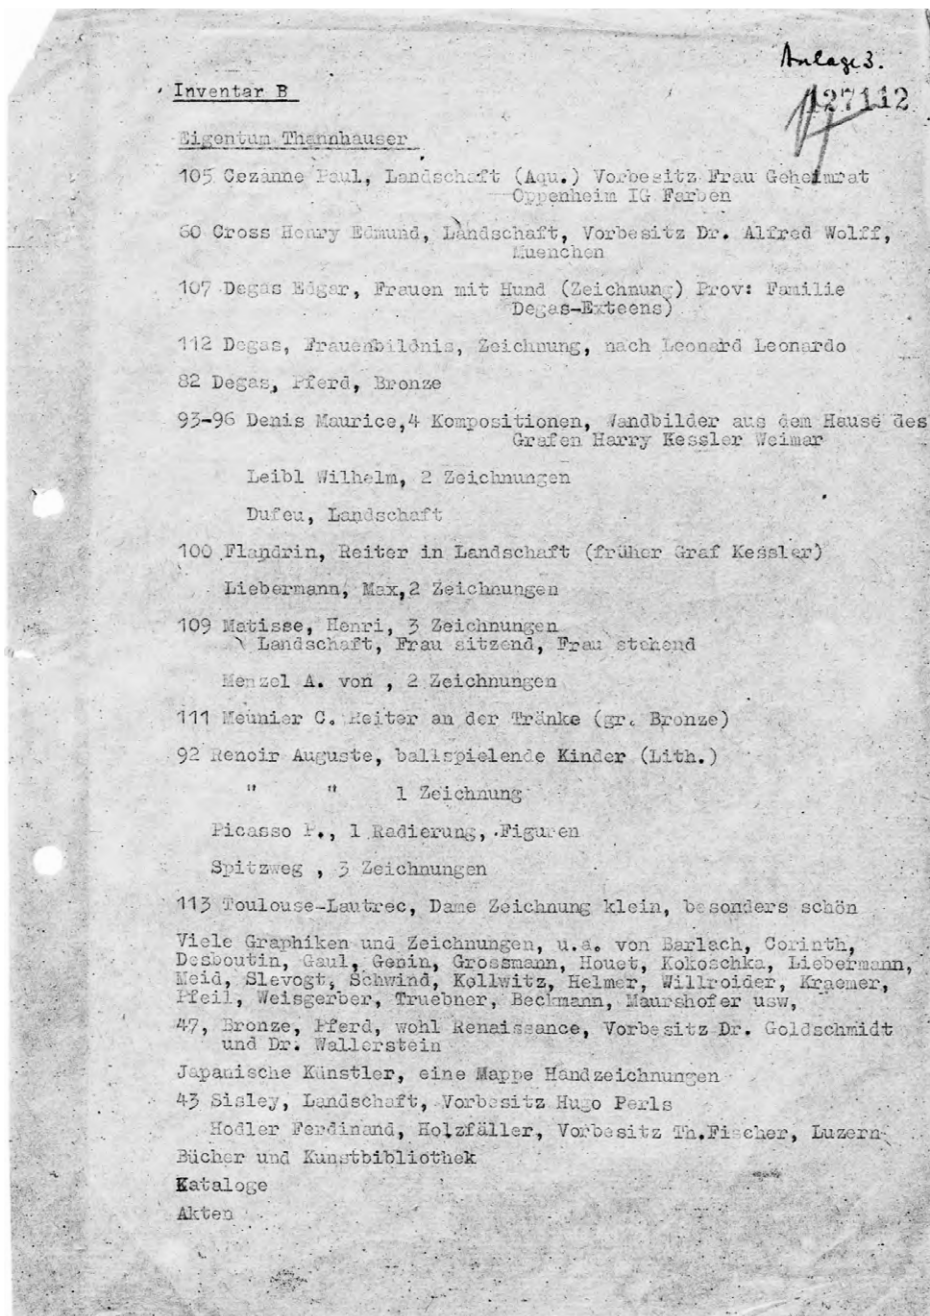 Anlage 3.
127112
Inventar B
Eigentum Thannhauser
105 Cezanne Paul, Landschaft (Aqu.) Vorbesitz Frau Geheimrat
Oppenheim IG Farben
60 Cross Henry Edmund, Landschaft, Vorbesitz Dr. Alfred Wolff,
Muenchen
107 Degas Edgar, Frauen mit Hund (Zeichnung) Prov: Familie
Degas-Exteens)
112 Degas, Frauenbildnis, Zeichnung, nach Leonard Leonardo
82 Degas, Pferd, Bronze
93-96 Denis Maurice,4 Kompositionen, Wandbilder aus dem Hause des
Grafen Harry Kessler Weimar
Leibl Wilhelm, 2 Zeichnungen
Dufeu, Landschaft
100 Flandrin, Reiter in Landschaft (früher Graf Kessler)
Liebermann, Max,2 Zeichnungen
109 Matisse, Henri, 3 Zeichnungen
Landschaft, Frau sitzend, Frau stehend
Menzel A. von , 2 Zeichnungen
111 Meunier C. Reiter an der Tränke (gr. Bronze)
92 Renoir Auguste, ballspielende Kinder (Lith.)
" " 1 Zeichnung
Picasso P., 1 Radierung, Figuren
Spitzweg , 3 Zeichnungen
113 Toulouse-Lautrec, Dame Zeichnung klein, besonders schön
Viele Graphiken und Zeichnungen, u.a. von Barlach, Corinth,
Desboutin, Gaul, Genin, Grossmann, Houet, Kokoschka, Liebermann,
Meid, Slevogt, Schwind, Kollwitz, Helmer, Willroider, Kraemer,
Pfeil, Weisgerber, Truebner, Beckmann, Maurshofer usw,
47, Bronze, Pferd, wohl Renaissance, Vorbesitz Dr. Goldschmidt
und Dr. Wallerstein
Japanische Künstler, eine Mappe Handzeichnungen
43 Sisley, Landschaft, Vorbesitz Hugo Perls
Hodler Ferdinand, Holzfäller, Vorbesitz Th.Fischer, Luzern
Bücher und Kunstbibliothek
Kataloge
Akten